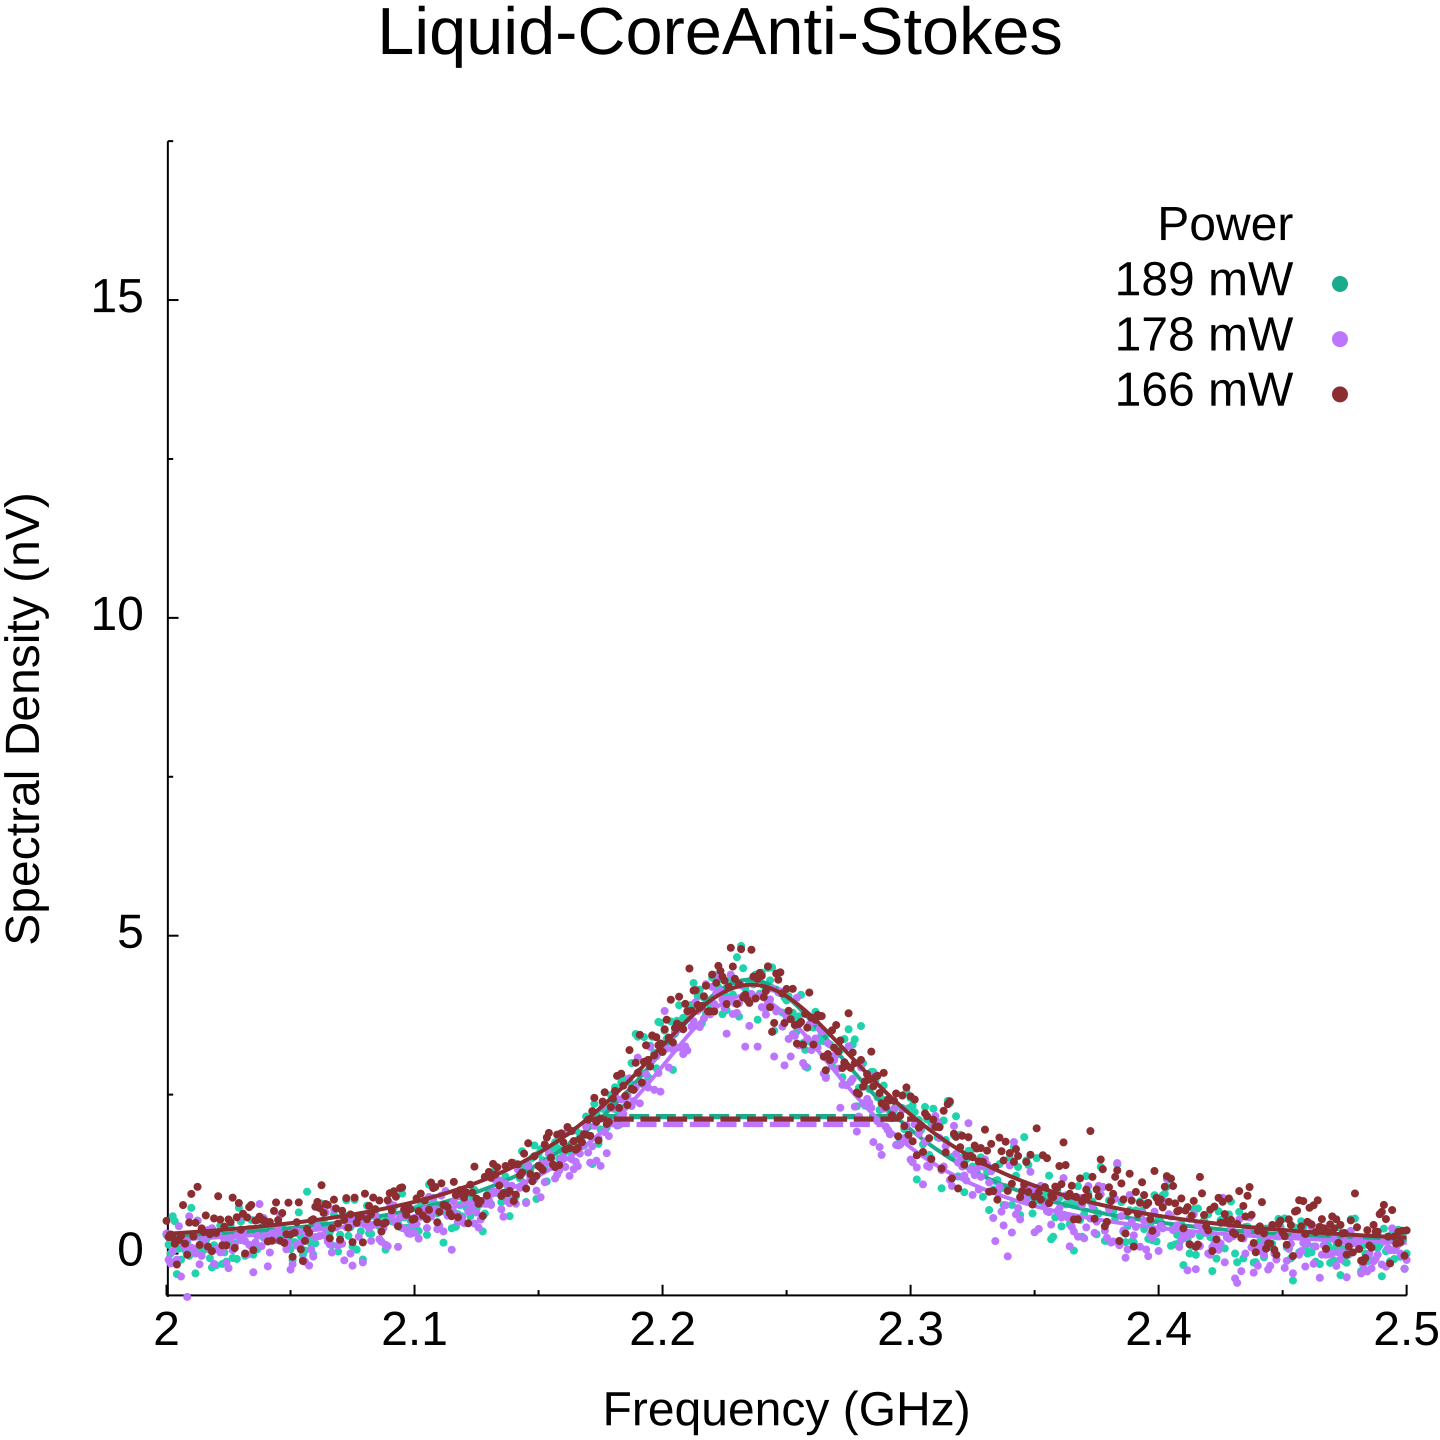 Liquid-CoreAnti-Stokes
Power
189 mW
178 mW
166 mW
15
10
5
0
Spectral Density (nV)
2
2.1
2.2
2.3
2.4
2.5
Frequency (GHz)